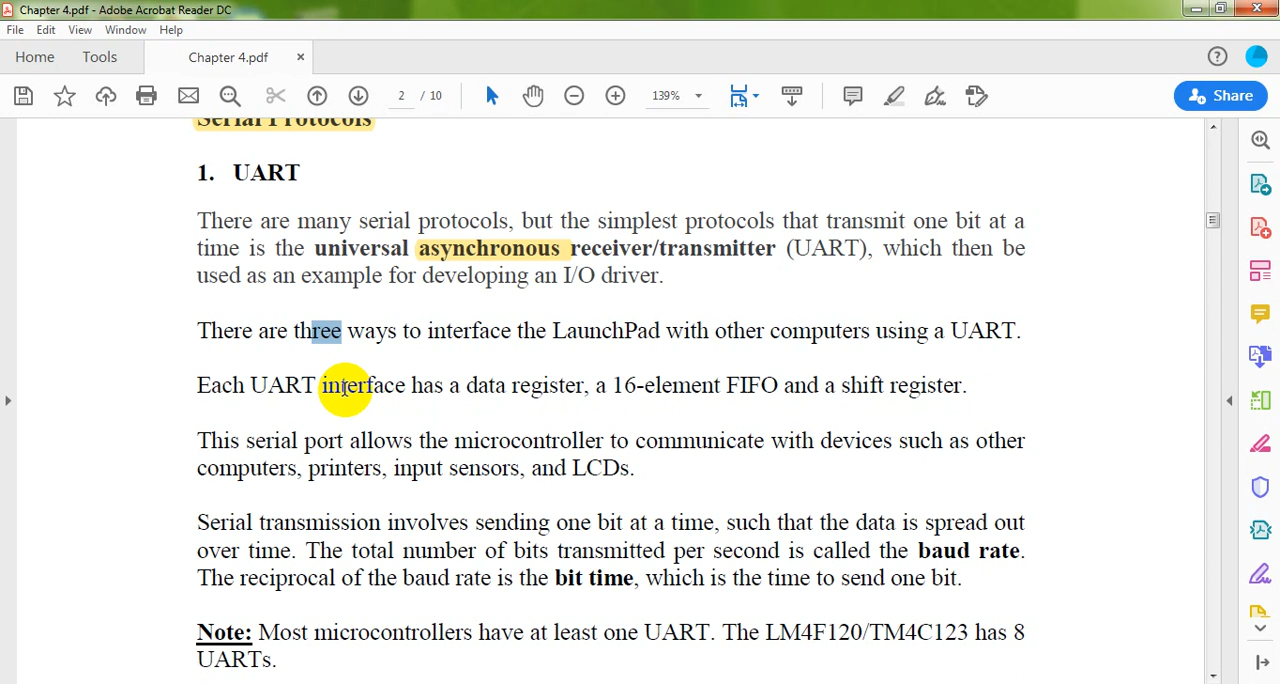 Chapter 4.pdf - Adobe Acrobat Reader DC
File Edit View Window Help
Home Tools Chapter 4.pdf ×
2 / 10 139% Share
Serial Protocols
1. UART
There are many serial protocols, but the simplest protocols that transmit one bit at a
time is the universal asynchronous receiver/transmitter (UART), which then be
used as an example for developing an I/O driver.
There are three ways to interface the LaunchPad with other computers using a UART.
Each UART interface has a data register, a 16-element FIFO and a shift register.
This serial port allows the microcontroller to communicate with devices such as other
computers, printers, input sensors, and LCDs.
Serial transmission involves sending one bit at a time, such that the data is spread out
over time. The total number of bits transmitted per second is called the baud rate.
The reciprocal of the baud rate is the bit time, which is the time to send one bit.
Note: Most microcontrollers have at least one UART. The LM4F120/TM4C123 has 8
UARTs.